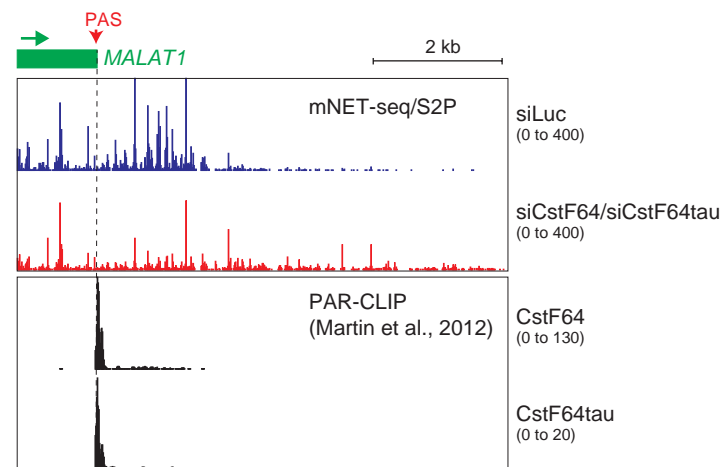 PAS
MALAT1
2 kb
mNET-seq/S2P
siLuc
(0 to 400)
siCstF64/siCstF64tau
(0 to 400)
PAR-CLIP
(Martin et al., 2012)
CstF64
(0 to 130)
CstF64tau
(0 to 20)